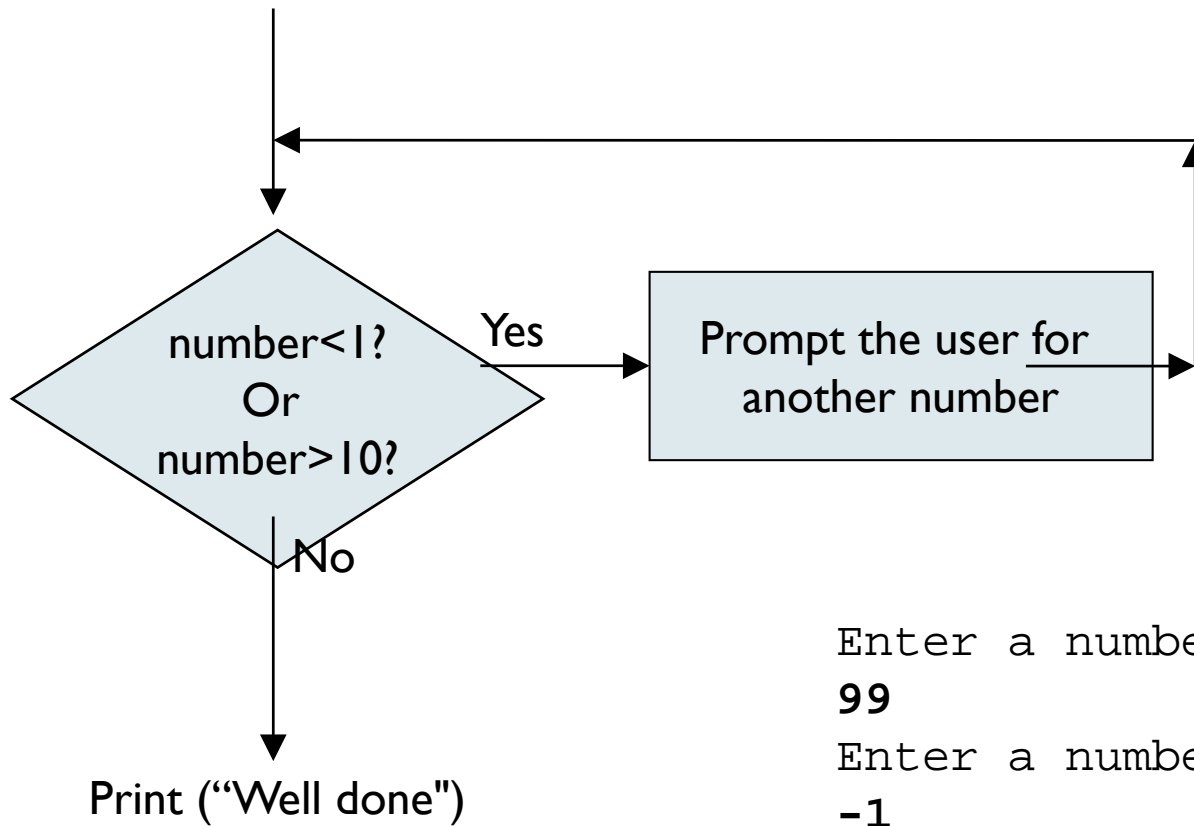 number<1?
Or
number>10?
Yes
Prompt the user for
another number
No
Print (“Well done")
Enter a numbe
99
Enter a numbe
-1